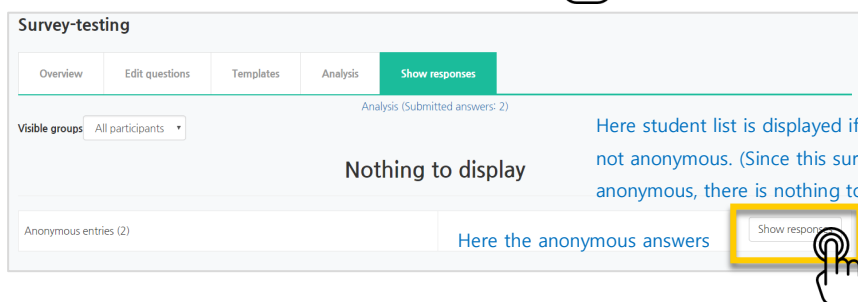 Survey-testing
Overview Edit questions Templates Analysis Show responses
Analysis (Submitted answers: 2)
Visible groups All participants
Here student list is displayed if
not anonymous. (Since this sur
anonymous, there is nothing to
Nothing to display
Anonymous entries (2)
Here the anonymous answers
Show responses